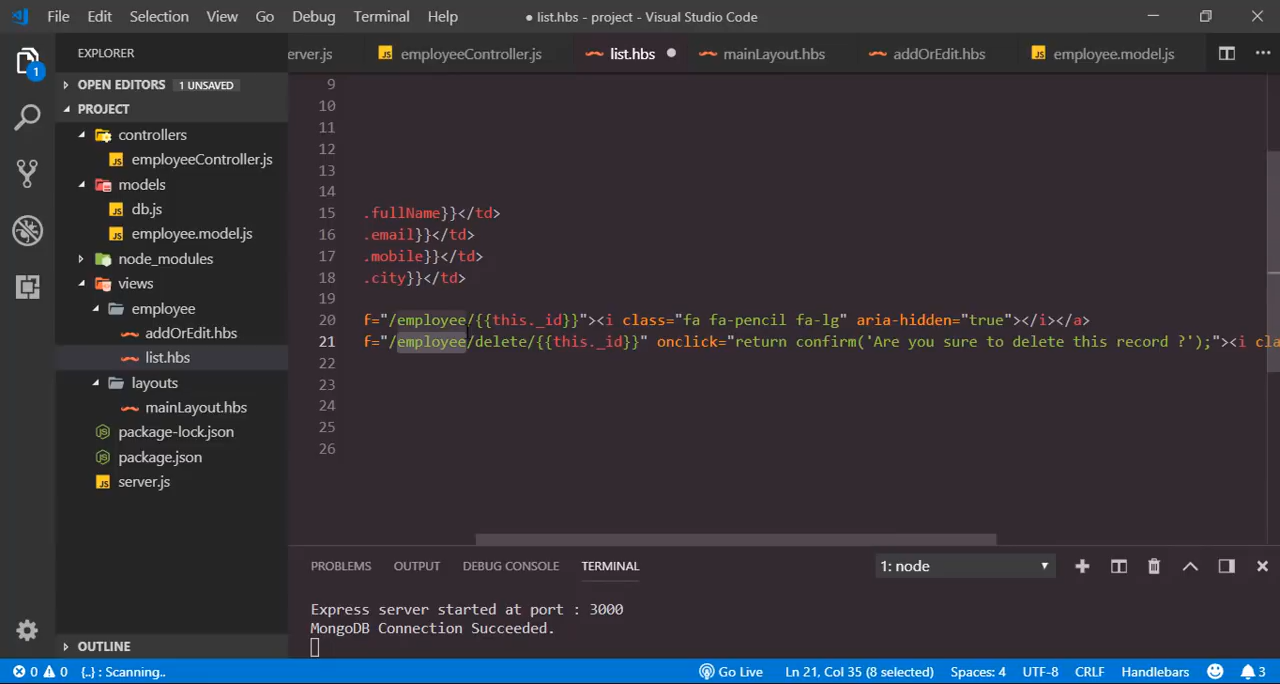 File Edit Selection View Go Debug Terminal Help
● list.hbs - project - Visual Studio Code
EXPLORER
OPEN EDITORS 1 UNSAVED
PROJECT
controllers
employeeController.js
models
db.js
employee.model.js
node_modules
views
employee
addOrEdit.hbs
list.hbs
layouts
mainLayout.hbs
package-lock.json
package.json
server.js
OUTLINE
1
erver.js employeeController.js list.hbs ● mainLayout.hbs addOrEdit.hbs employee.model.js
9
10
11
12
13
14
15 .fullName}}</td>
16 .email}}</td>
17 .mobile}}</td>
18 .city}}</td>
19
20 f="/employee/{{this._id}}"><i class="fa fa-pencil fa-lg" aria-hidden="true"></i></a>
21 f="/employee/delete/{{this._id}}" onclick="return confirm('Are you sure to delete this record ?');"><i cla
22
23
24
25
26
PROBLEMS OUTPUT DEBUG CONSOLE TERMINAL 1: node
Express server started at port : 3000
MongoDB Connection Succeeded.
0 0 {..} : Scanning.. Go Live Ln 21, Col 35 (8 selected) Spaces: 4 UTF-8 CRLF Handlebars 3